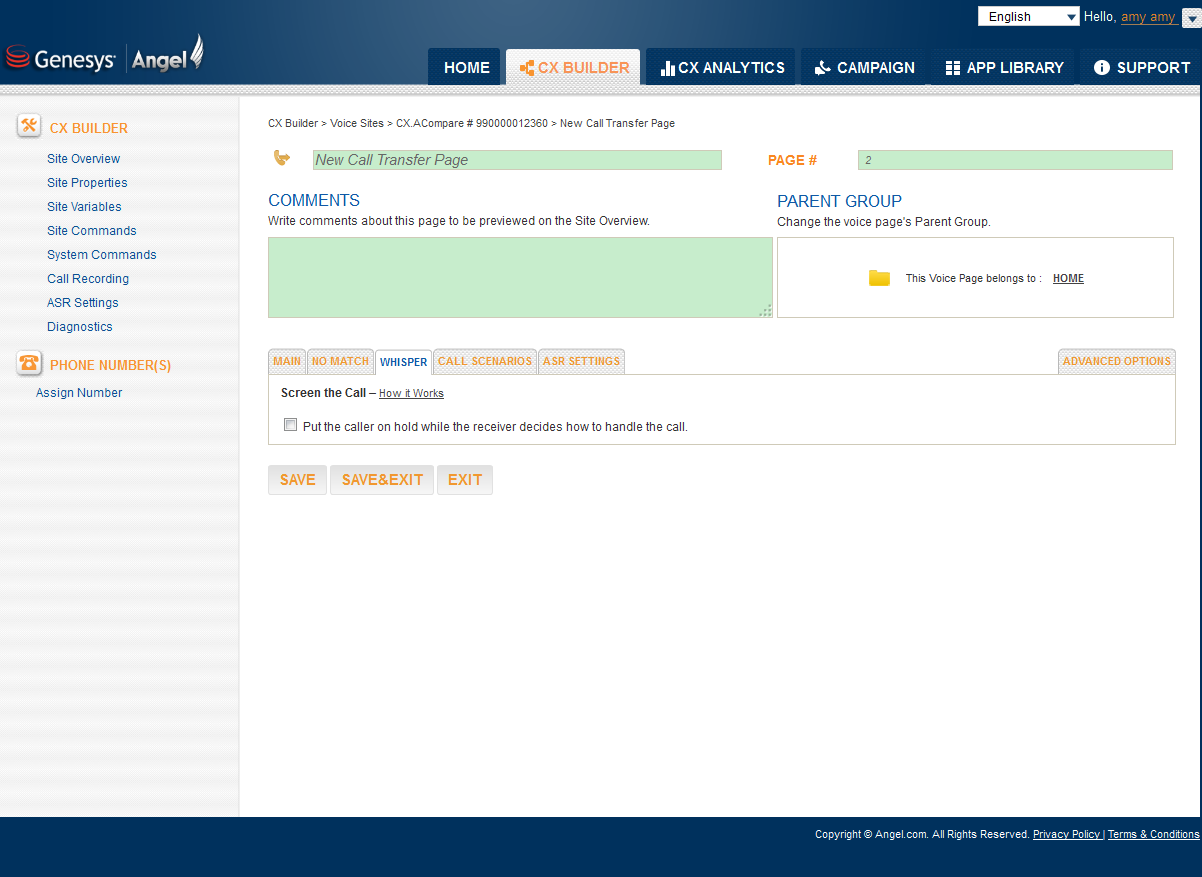 English Hello, amy amy
Genesys Angel
HOME CX BUILDER CX ANALYTICS CAMPAIGN APP LIBRARY SUPPORT
CX BUILDER
Site Overview
Site Properties
Site Variables
Site Commands
System Commands
Call Recording
ASR Settings
Diagnostics
PHONE NUMBER(S)
Assign Number
CX Builder > Voice Sites > CX.ACompare # 990000012360 > New Call Transfer Page
New Call Transfer Page PAGE # 2
COMMENTS
Write comments about this page to be previewed on the Site Overview.
PARENT GROUP
Change the voice page's Parent Group.
This Voice Page belongs to : HOME
MAIN NO MATCH WHISPER CALL SCENARIOS ASR SETTINGS ADVANCED OPTIONS
Screen the Call – How it Works
Put the caller on hold while the receiver decides how to handle the call.
SAVE SAVE&EXIT EXIT
Copyright © Angel.com. All Rights Reserved. Privacy Policy | Terms & Conditions